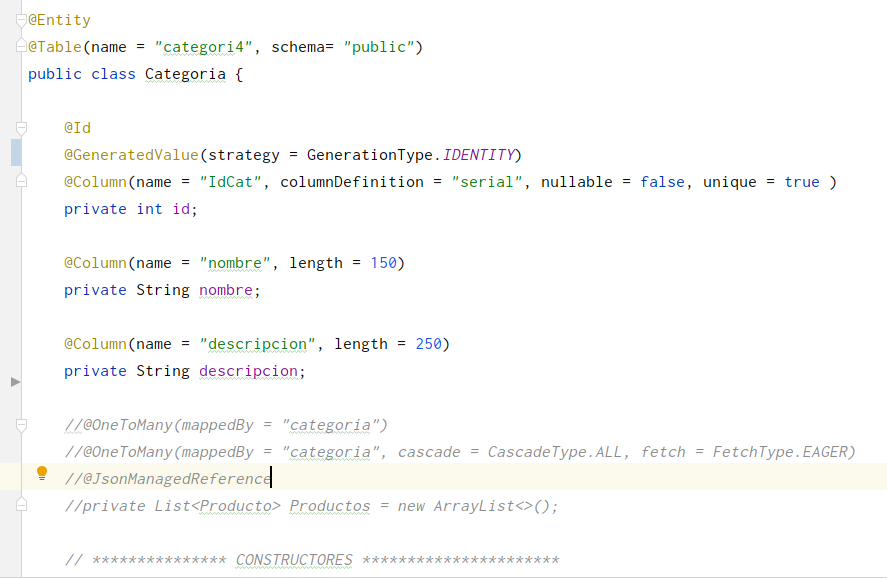 @Entity
@Table(name = "categori4", schema= "public")
public class Categoria {
@Id
@GeneratedValue(strategy = GenerationType.IDENTITY)
@Column(name = "IdCat", columnDefinition = "serial", nullable = false, unique = true )
private int id;
@Column(name = "nombre", length = 150)
private String nombre;
@Column(name = "descripcion", length = 250)
private String descripcion;
//@OneToMany(mappedBy = "categoria")
//@OneToMany(mappedBy = "categoria", cascade = CascadeType.ALL, fetch = FetchType.EAGER)
//@JsonManagedReference
//private List<Producto> Productos = new ArrayList<>();
// *************** CONSTRUCTORES **********************